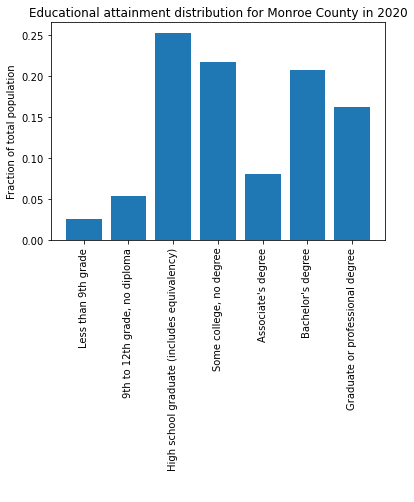 Educational attainment distribution for Monroe County in 2020
Fraction of total population
0.25
0.20
0.15
0.10
0.05
0.00
Less than 9th grade
9th to 12th grade, no diploma
High school graduate (includes equivalency)
Some college, no degree
Associate's degree
Bachelor's degree
Graduate or professional degree